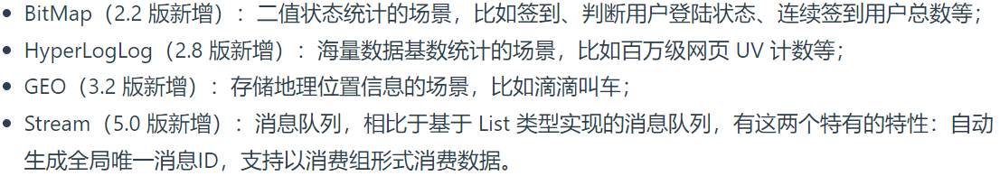 • BitMap（2.2 版新增）：二值状态统计的场景，比如签到、判断用户登陆状态、连续签到用户总数等；
• HyperLogLog（2.8 版新增）：海量数据基数统计的场景，比如百万级网页 UV 计数等；
• GEO（3.2 版新增）：存储地理位置信息的场景，比如滴滴叫车；
• Stream（5.0 版新增）：消息队列，相比于基于 List 类型实现的消息队列，有这两个特有的特性：自动
生成全局唯一消息ID，支持以消费组形式消费数据。